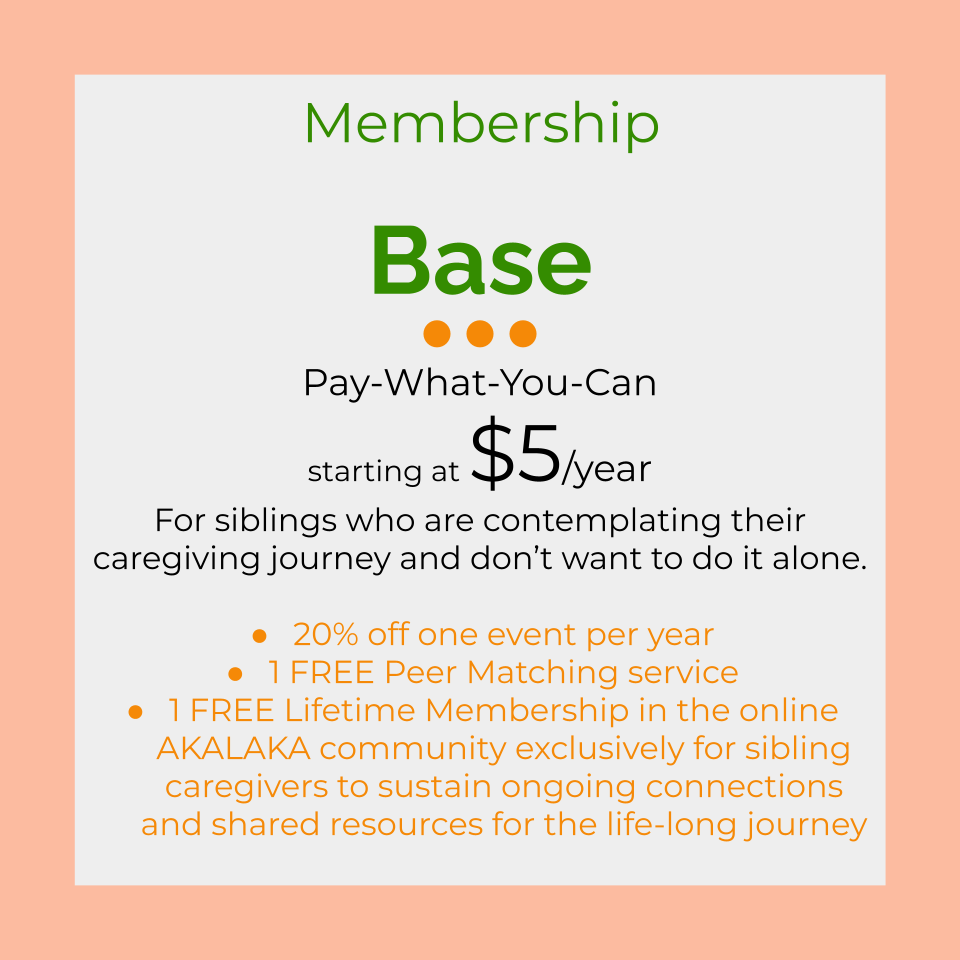 Membership
Base
Pay-What-You-Can
starting at $5/year
For siblings who are contemplating their
caregiving journey and don’t want to do it alone.
● 20% off one event per year
● 1 FREE Peer Matching service
● 1 FREE Lifetime Membership in the online
AKALAKA community exclusively for sibling
caregivers to sustain ongoing connections
and shared resources for the life-long journey